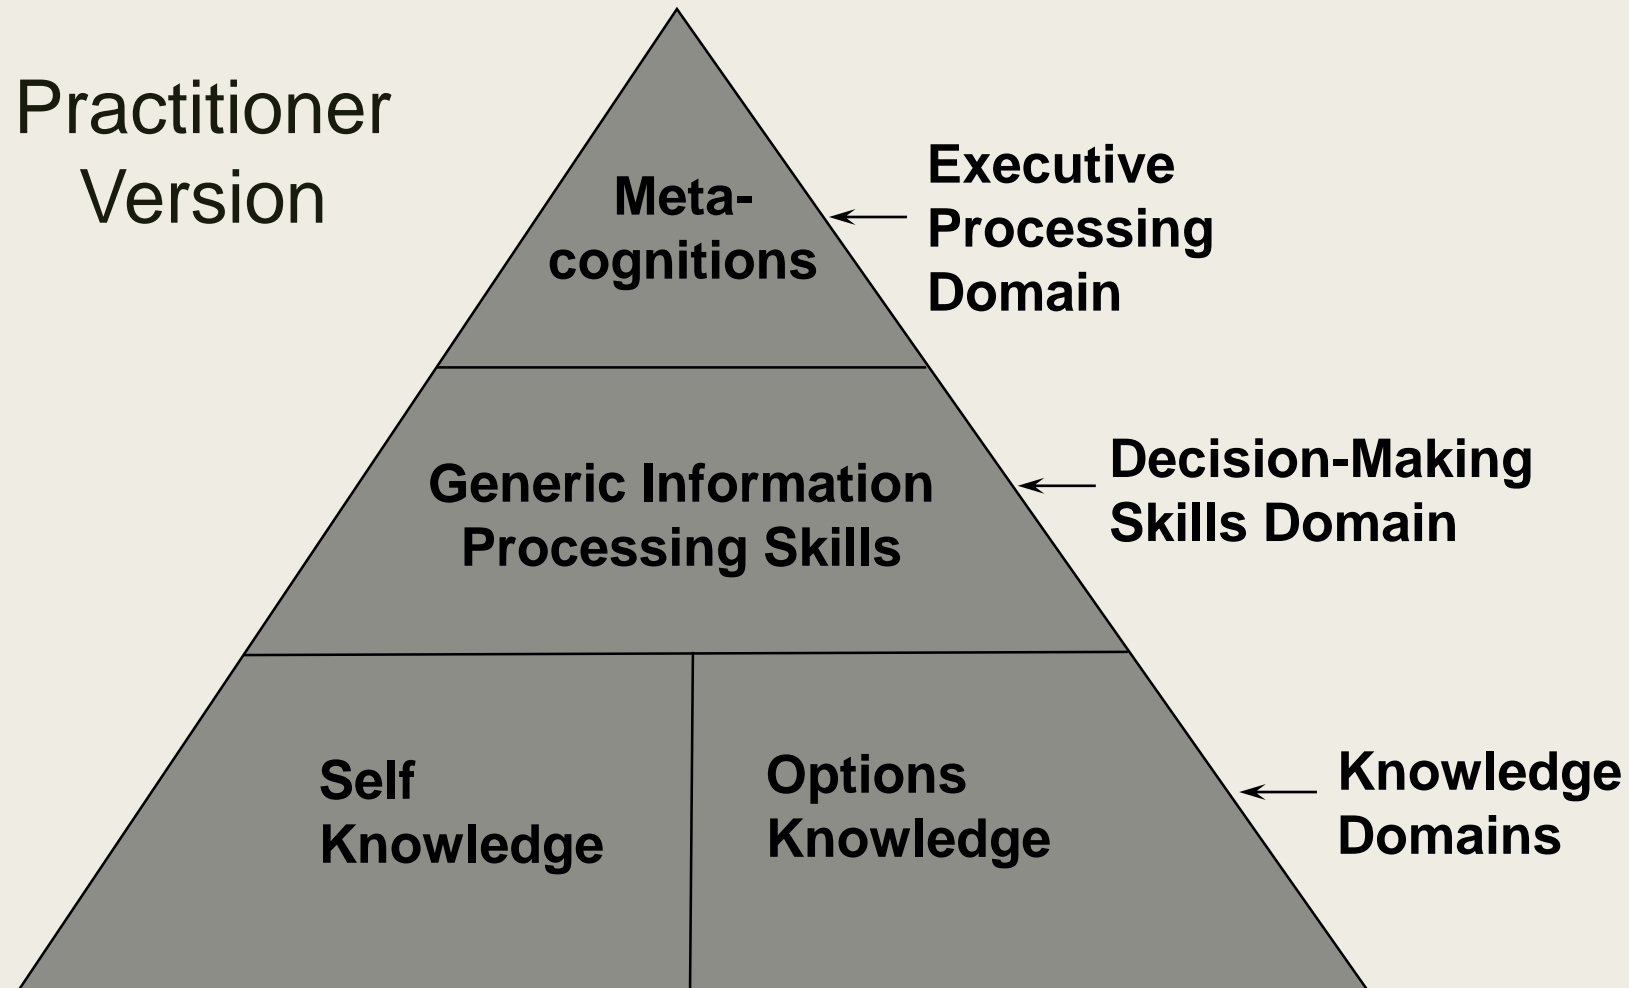 Practitioner
Version
Meta-
cognitions
Executive
Processing
Domain
Generic Information
Processing Skills
Decision-Making
Skills Domain
Self
Knowledge
Options
Knowledge
Knowledge
Domains